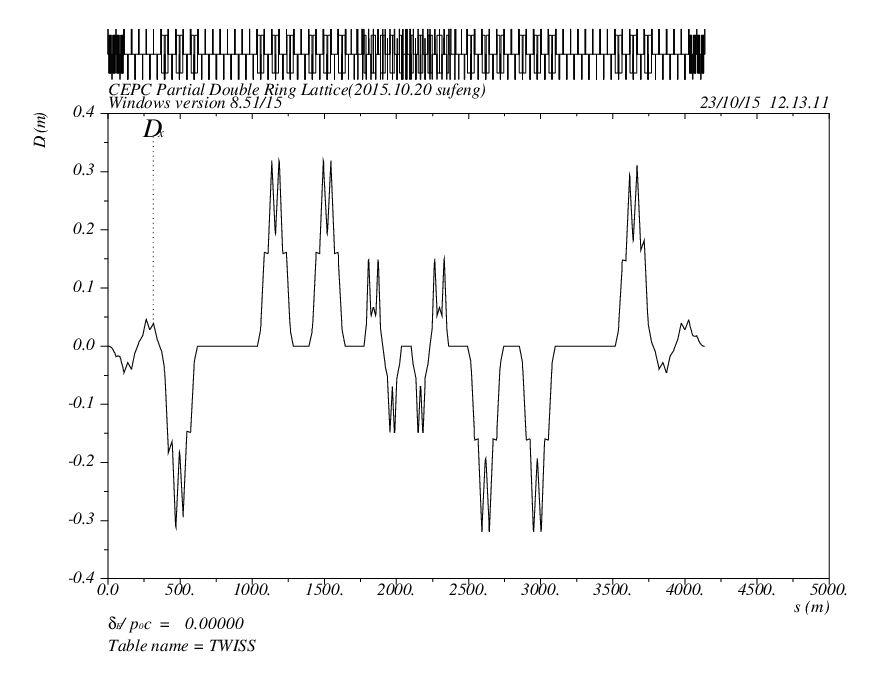 CEPC Partial Double Ring Lattice(2015.10.20 sufeng)
Windows version 8.51/15 23/10/15 12.13.11
D (m)
Dx
0.4
0.3
0.2
0.1
0.0
-0.1
-0.2
-0.3
-0.4
0.0 500. 1000. 1500. 2000. 2500. 3000. 3500. 4000. 4500. 5000.
s (m)
δE/ p0c = 0.00000
Table name = TWISS